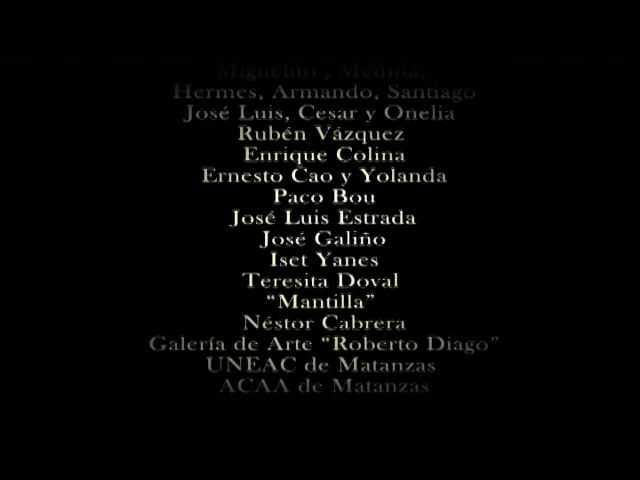 Miguelito , Medina,
Hermes, Armando, Santiago
José Luis, Cesar y Onelia
Rubén Vázquez
Enrique Colina
Ernesto Cao y Yolanda
Paco Bou
José Luis Estrada
José Galiño
Iset Yanes
Teresita Doval
“Mantilla”
Néstor Cabrera
Galería de Arte “Roberto Diago”
UNEAC de Matanzas
ACAA de Matanzas